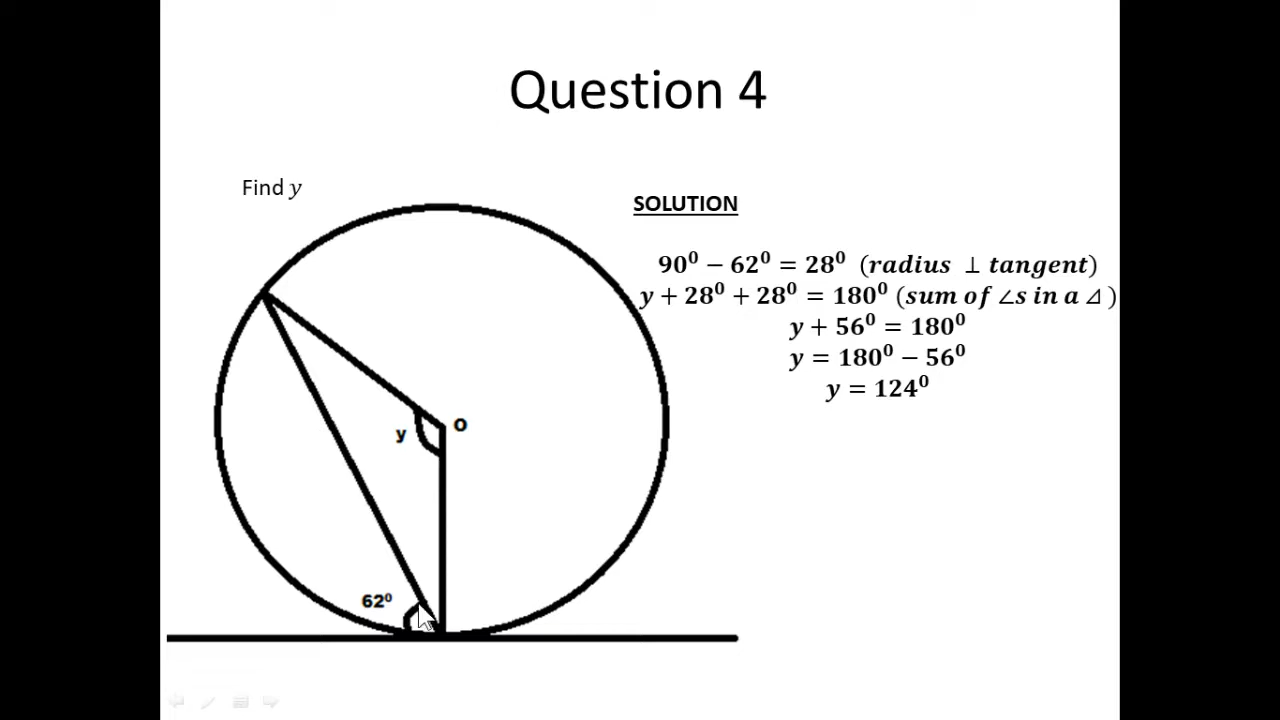 Question 4
Find y
SOLUTION
90⁰ − 62⁰ = 28⁰ (radius ⊥ tangent)
y + 28⁰ + 28⁰ = 180⁰ (sum of ∠s in a ⊿ )
y + 56⁰ = 180⁰
y = 180⁰ − 56⁰
y = 124⁰
O
y
62⁰